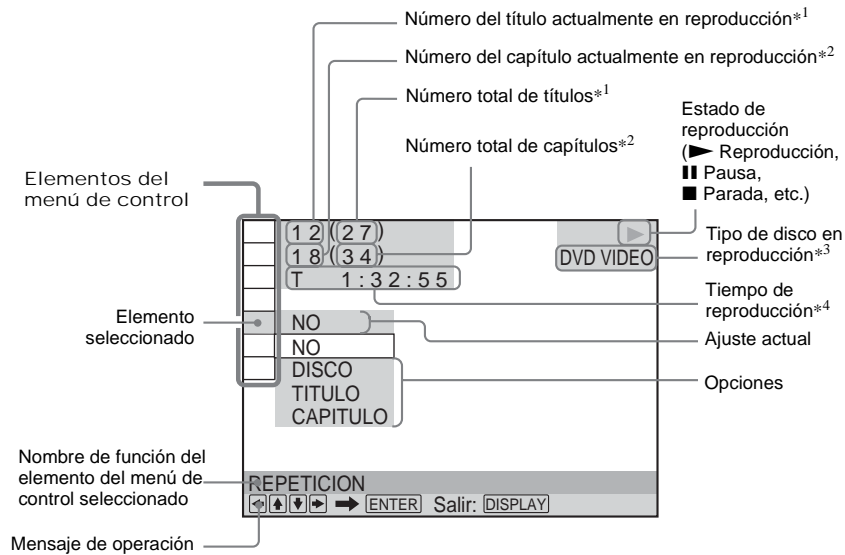 Número del título actualmente en reproducción*1
Número del capítulo actualmente en reproducción*2
Número total de títulos*1
Número total de capítulos*2
Estado de
reproducción
(► Reproducción,
❚❚ Pausa,
■ Parada, etc.)
Elementos del
menú de control
12(27)
18(34)
T 1:32:55
►
DVD VIDEO
Tipo de disco en
reproducción*3
Tiempo de
reproducción*4
Elemento
seleccionado
NO
Ajuste actual
NO
DISCO
TITULO
CAPITULO
Opciones
Nombre de función del
elemento del menú de
control seleccionado
REPETICION
←↑↓→ ➡ ENTER Salir: DISPLAY
Mensaje de operación